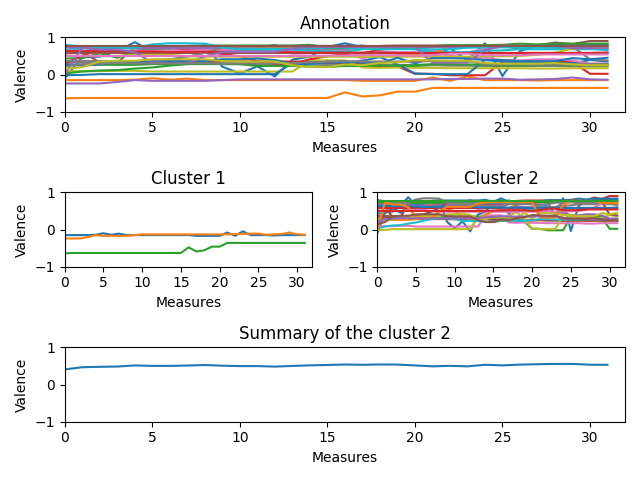 Annotation
Valence
1
0
−1
0 5 10 15 20 25 30
Measures
Cluster 1
Valence
1
0
−1
0 5 10 15 20 25 30
Measures
Cluster 2
Valence
1
0
−1
0 5 10 15 20 25 30
Measures
Summary of the cluster 2
Valence
1
0
−1
0 5 10 15 20 25 30
Measures